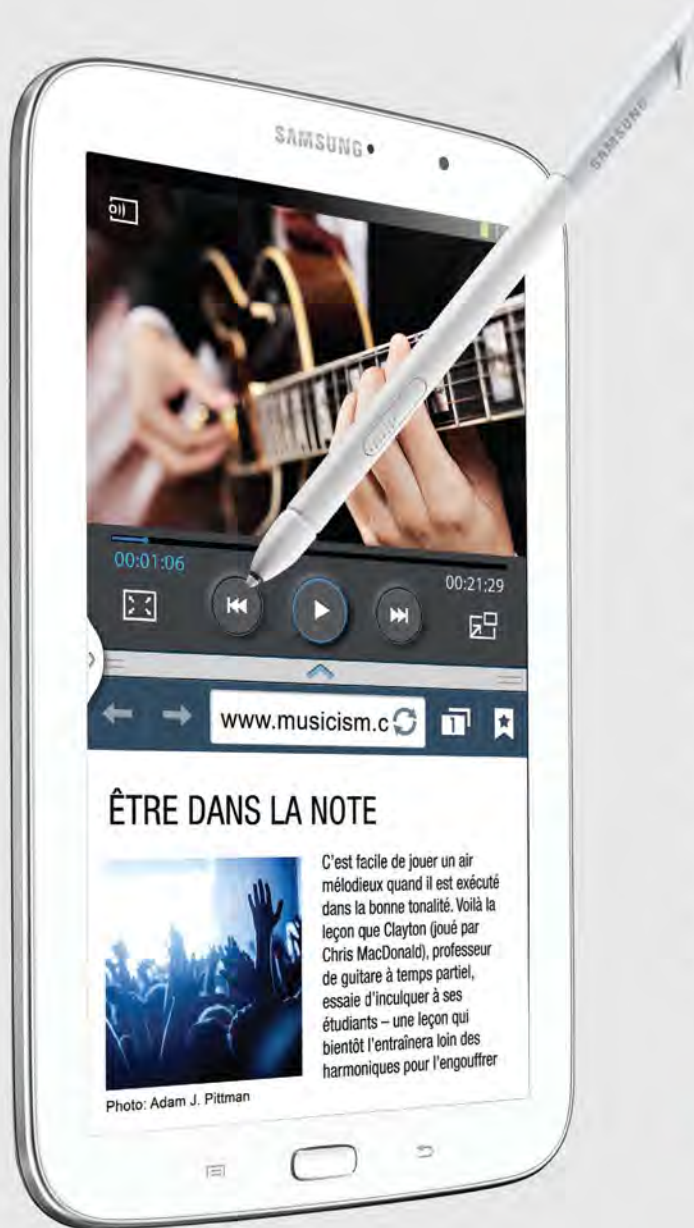 SAMSUNG
SAMSUNG
00:01:06
00:21:29
www.musicism.c
1
ÊTRE DANS LA NOTE
C'est facile de jouer un air
mélodieux quand il est exécuté
dans la bonne tonalité. Voilà la
leçon que Clayton (joué par
Chris MacDonald), professeur
de guitare à temps partiel,
essaie d'inculquer à ses
étudiants – une leçon qui
bientôt l'entraînera loin des
harmoniques pour l'engouffrer
Photo: Adam J. Pittman